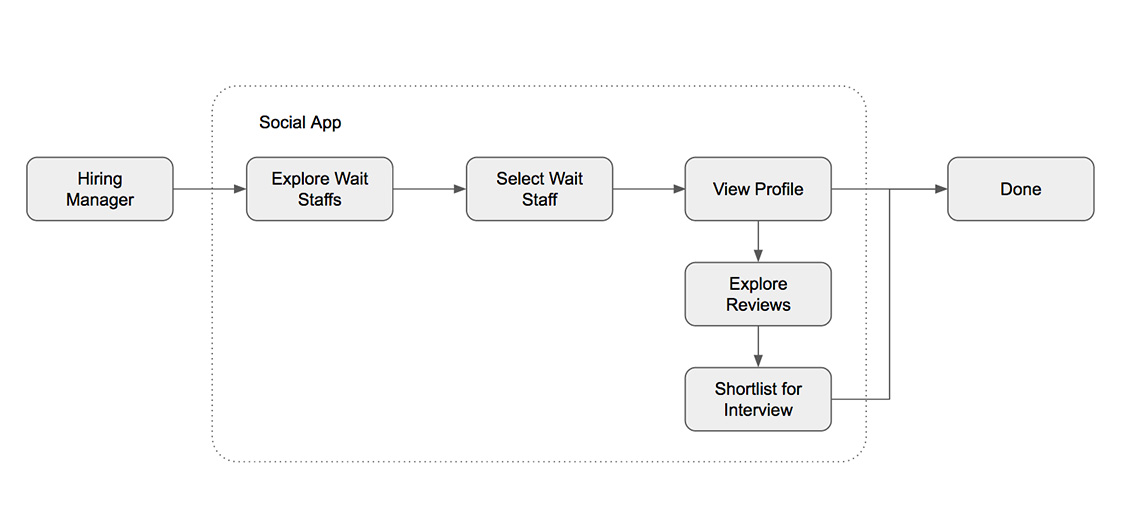 Social App
Hiring
Manager
Explore Wait
Staffs
Select Wait
Staff
View Profile
Done
Explore
Reviews
Shortlist for
Interview